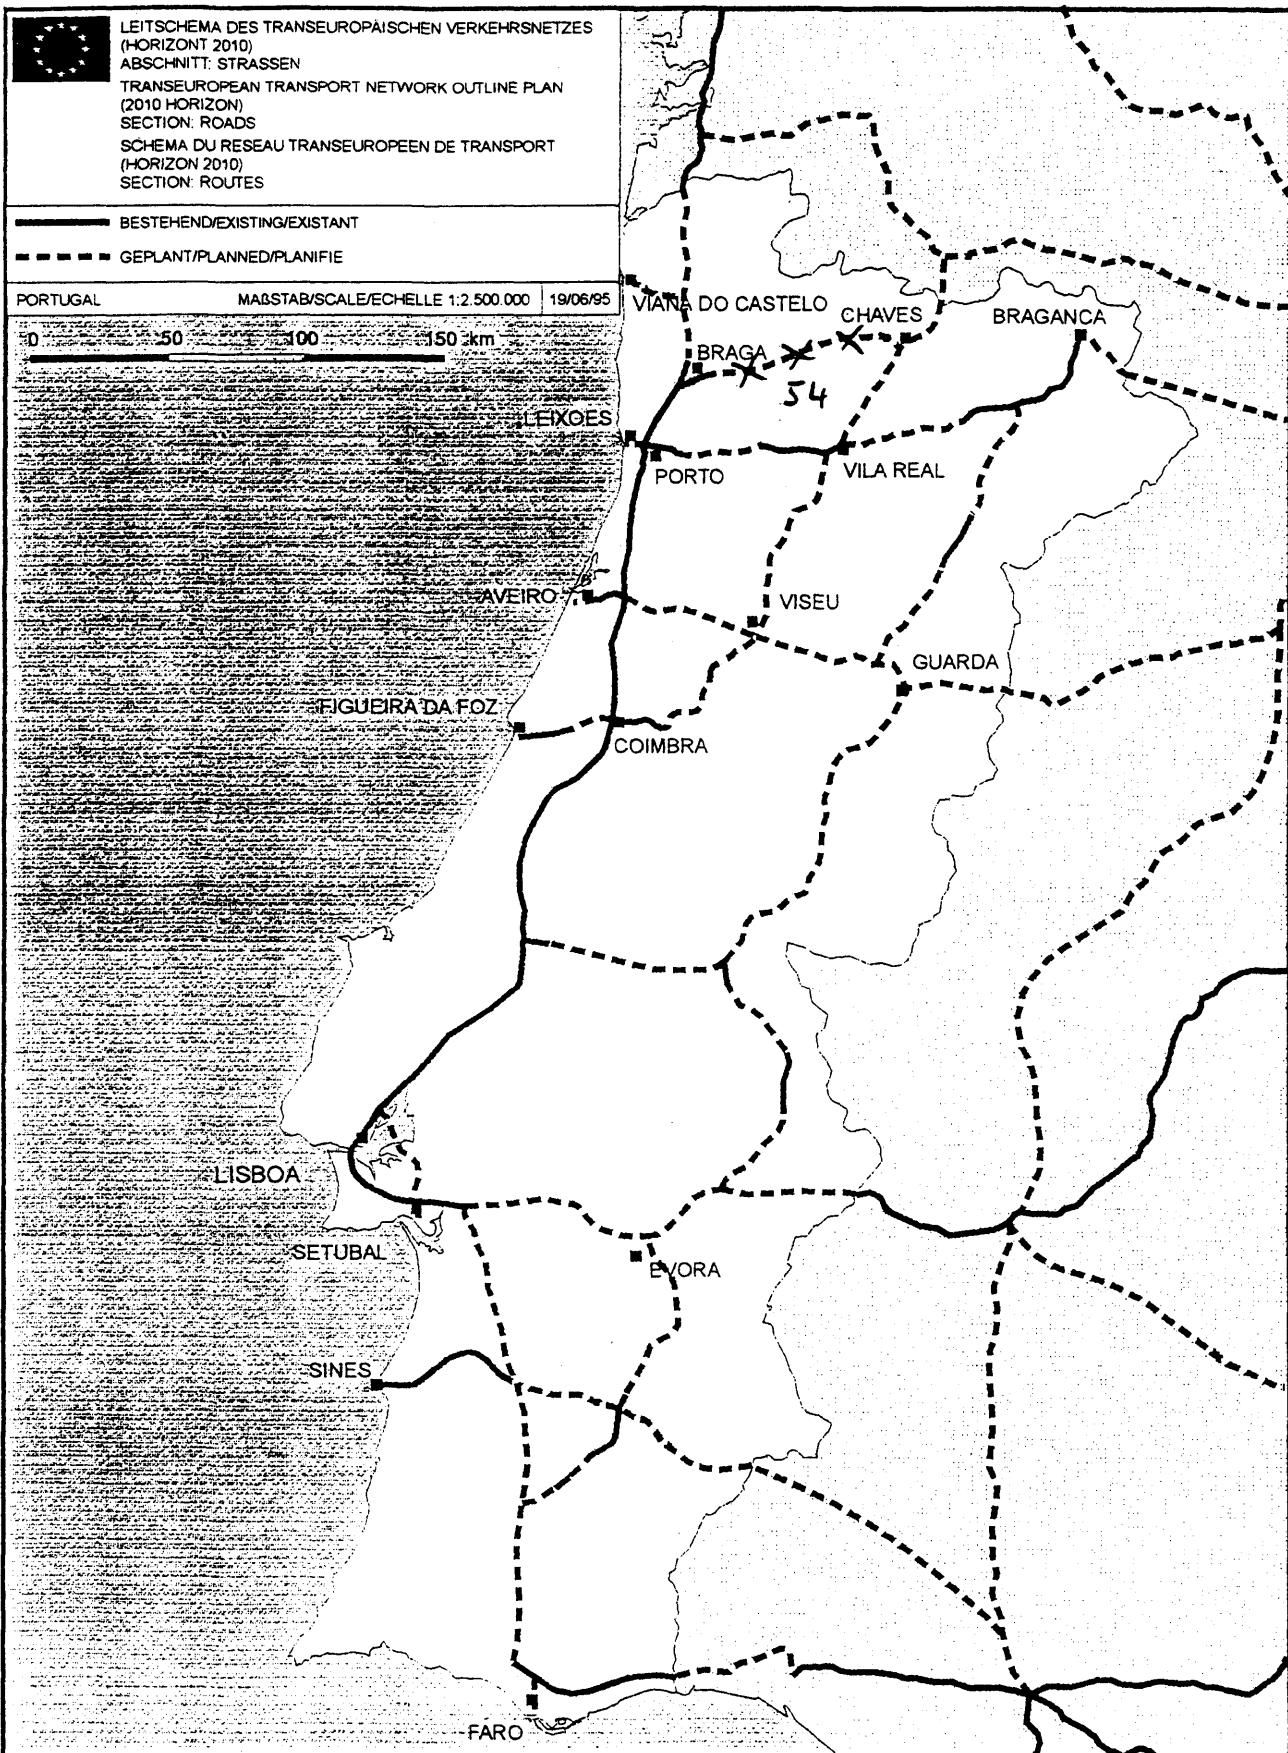 LEITSCHEMA DES TRANSEUROPÄISCHEN VERKEHRSNETZES
(HORIZONT 2010)
ABSCHNITT: STRASSEN
TRANSEUROPEAN TRANSPORT NETWORK OUTLINE PLAN
(2010 HORIZON)
SECTION: ROADS
SCHEMA DU RESEAU TRANSEUROPEEN DE TRANSPORT
(HORIZON 2010)
SECTION: ROUTES
BESTEHEND/EXISTING/EXISTANT
GEPLANT/PLANNED/PLANIFIE
PORTUGAL MAßSTAB/SCALE/ECHELLE 1:2.500.000 19/06/95
0 50 100 150 km
VIANA DO CASTELO
CHAVES
BRAGANCA
BRAGA
54
LEIXOES
PORTO
VILA REAL
AVEIRO
VISEU
GUARDA
FIGUEIRA DA FOZ
COIMBRA
LISBOA
SETUBAL
EVORA
SINES
FARO